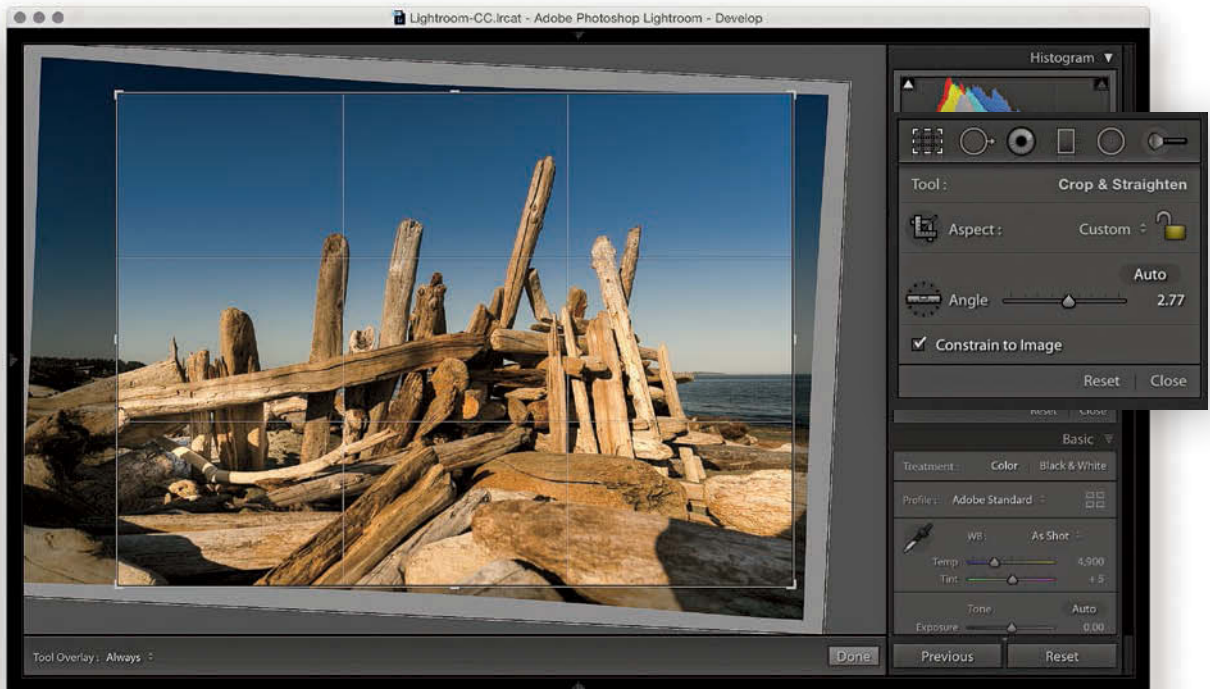 Lightroom-CC.lrcat - Adobe Photoshop Lightroom - Develop
Histogram
Tool : Crop & Straighten
Aspect : Custom
Auto
Angle 2.77
Constrain to Image
Reset Close
Reset Close
Basic
Treatment : Color Black & White
Profile : Adobe Standard
WB : As Shot
Temp 4,900
Tint + 5
Tone Auto
Exposure 0.00
Tool Overlay : Always Done Previous Reset